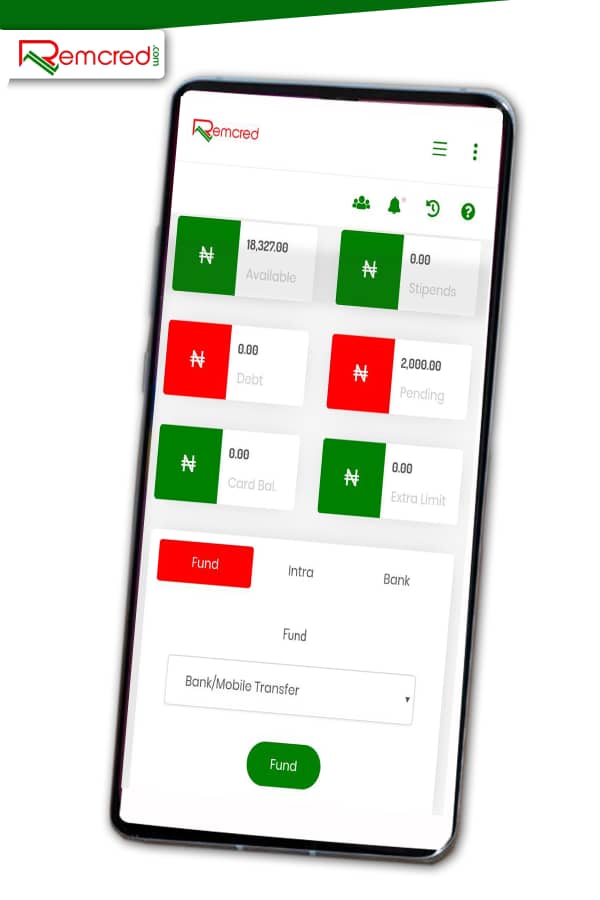 Remcred.com
Remcred
₦ 18,327.00 Available
₦ 0.00 Stipends
₦ 0.00 Debt
₦ 2,000.00 Pending
₦ 0.00 Card Bal.
₦ 0.00 Extra Limit
Fund Intra Bank
Fund
Bank/Mobile Transfer
Fund